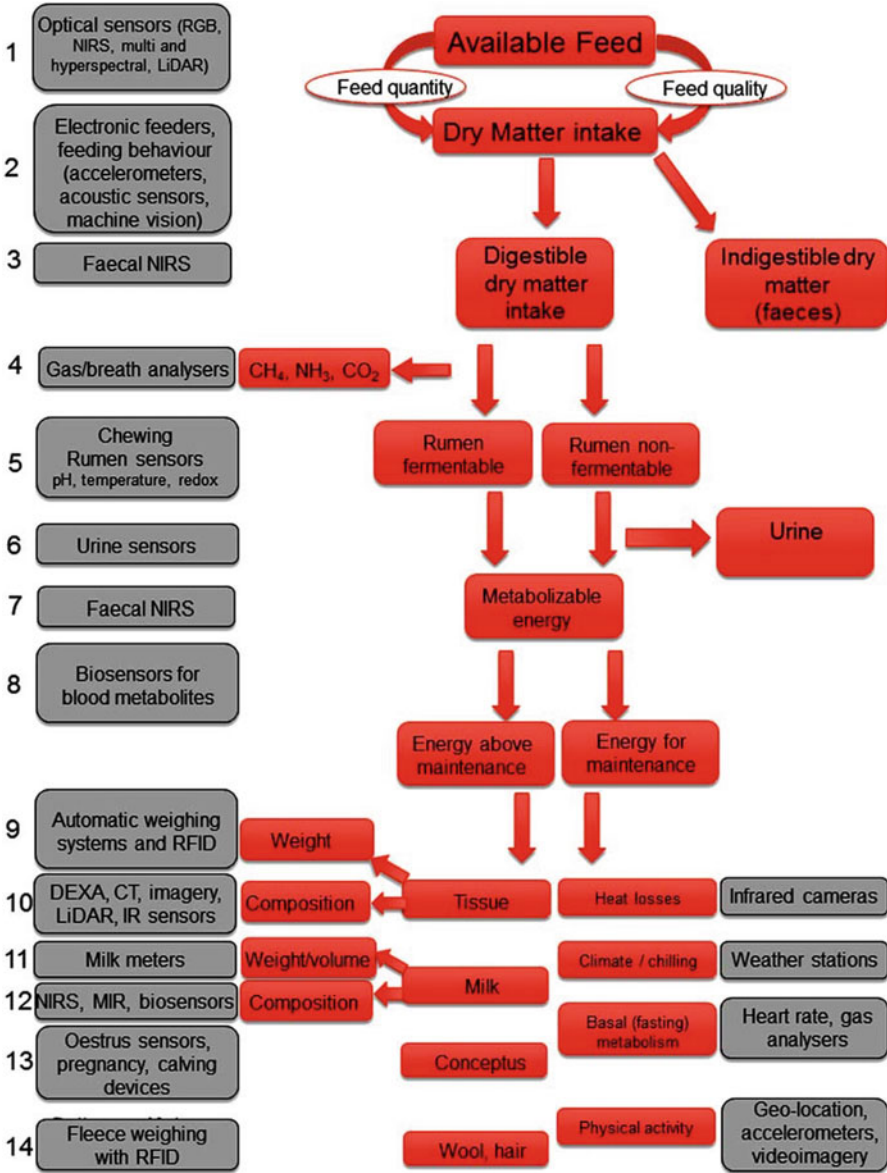 1
Optical sensors (RGB,
NIRS, multi and
hyperspectral, LiDAR)
Available Feed
Feed quantity
Feed quality
2
Electronic feeders,
feeding behaviour
(accelerometers,
acoustic sensors,
machine vision)
Dry Matter intake
3
Faecal NIRS
Digestible
dry matter
intake
Indigestible dry
matter
(faeces)
4
Gas/breath analysers
CH₄, NH₃, CO₂
5
Chewing
Rumen sensors
pH, temperature, redox
Rumen
fermentable
Rumen non-
fermentable
6
Urine sensors
Urine
7
Faecal NIRS
Metabolizable
energy
8
Biosensors for
blood metabolites
Energy above
maintenance
Energy for
maintenance
9
Automatic weighing
systems and RFID
Weight
10
DEXA, CT, imagery,
LiDAR, IR sensors
Composition
Tissue
Heat losses
Infrared cameras
11
Milk meters
Weight/volume
Milk
Climate / chilling
Weather stations
12
NIRS, MIR, biosensors
Composition
Basal (fasting)
metabolism
Heart rate, gas
analysers
13
Oestrus sensors,
pregnancy, calving
devices
Conceptus
14
Fleece weighing
with RFID
Wool, hair
Physical activity
Geo-location,
accelerometers,
videoimagery